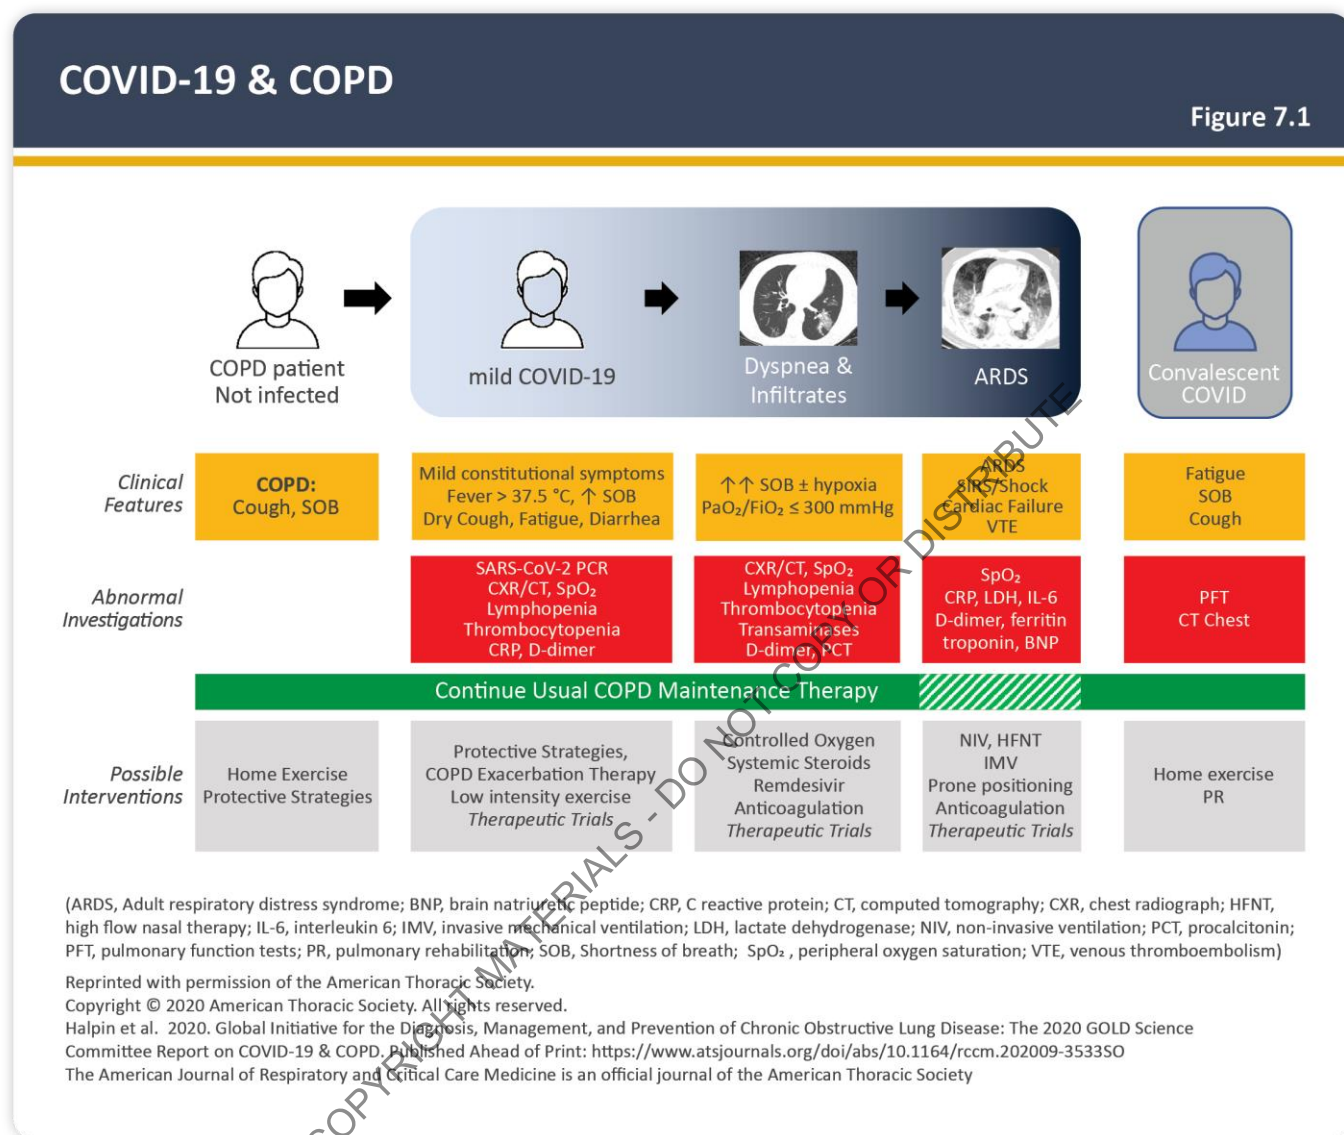 COVID-19 & COPD
Figure 7.1
COPD patient
Not infected
mild COVID-19
Dyspnea &
Infiltrates
ARDS
Convalescent
COVID
Clinical
Features
COPD:
Cough, SOB
Mild constitutional symptoms
Fever > 37.5 °C, ↑ SOB
Dry Cough, Fatigue, Diarrhea
↑↑ SOB ± hypoxia
PaO₂/FiO₂ ≤ 300 mmHg
ARDS
SIRS/Shock
Cardiac Failure
VTE
Fatigue
SOB
Cough
Abnormal
Investigations
SARS-CoV-2 PCR
CXR/CT, SpO₂
Lymphopenia
Thrombocytopenia
CRP, D-dimer
CXR/CT, SpO₂
Lymphopenia
Thrombocytopenia
Transaminases
D-dimer, PCT
SpO₂
CRP, LDH, IL-6
D-dimer, ferritin
troponin, BNP
PFT
CT Chest
Continue Usual COPD Maintenance Therapy
Possible
Interventions
Home Exercise
Protective Strategies
Protective Strategies,
COPD Exacerbation Therapy
Low intensity exercise
Therapeutic Trials
Controlled Oxygen
Systemic Steroids
Remdesivir
Anticoagulation
Therapeutic Trials
NIV, HFNT
IMV
Prone positioning
Anticoagulation
Therapeutic Trials
Home exercise
PR
(ARDS, Adult respiratory distress syndrome; BNP, brain natriuretic peptide; CRP, C reactive protein; CT, computed tomography; CXR, chest radiograph; HFNT,
high flow nasal therapy; IL-6, interleukin 6; IMV, invasive mechanical ventilation; LDH, lactate dehydrogenase; NIV, non-invasive ventilation; PCT, procalcitonin;
PFT, pulmonary function tests; PR, pulmonary rehabilitation; SOB, Shortness of breath; SpO₂ , peripheral oxygen saturation; VTE, venous thromboembolism)
Reprinted with permission of the American Thoracic Society.
Copyright © 2020 American Thoracic Society. All rights reserved.
Halpin et al. 2020. Global Initiative for the Diagnosis, Management, and Prevention of Chronic Obstructive Lung Disease: The 2020 GOLD Science
Committee Report on COVID-19 & COPD. Published Ahead of Print: https://www.atsjournals.org/doi/abs/10.1164/rccm.202009-3533SO
The American Journal of Respiratory and Critical Care Medicine is an official journal of the American Thoracic Society
COPYRIGHT MATERIALS - DO NOT COPY OR DISTRIBUTE